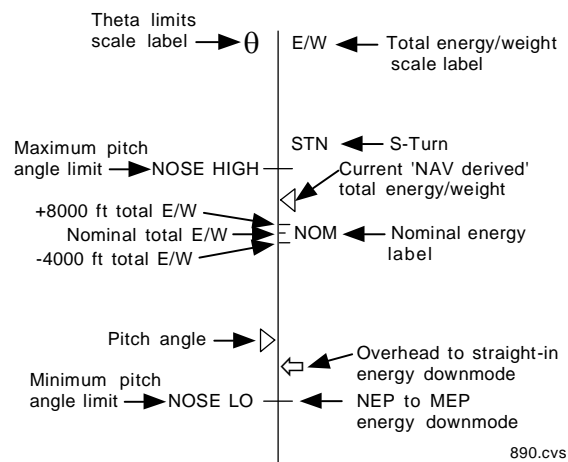 Theta limits
scale label
θ
E/W
Total energy/weight
scale label
STN
S-Turn
Maximum pitch
angle limit
NOSE HIGH
Current 'NAV derived'
total energy/weight
+8000 ft total E/W
Nominal total E/W
-4000 ft total E/W
NOM
Nominal energy
label
Pitch angle
Overhead to straight-in
energy downmode
Minimum pitch
angle limit
NOSE LO
NEP to MEP
energy downmode
890.cvs